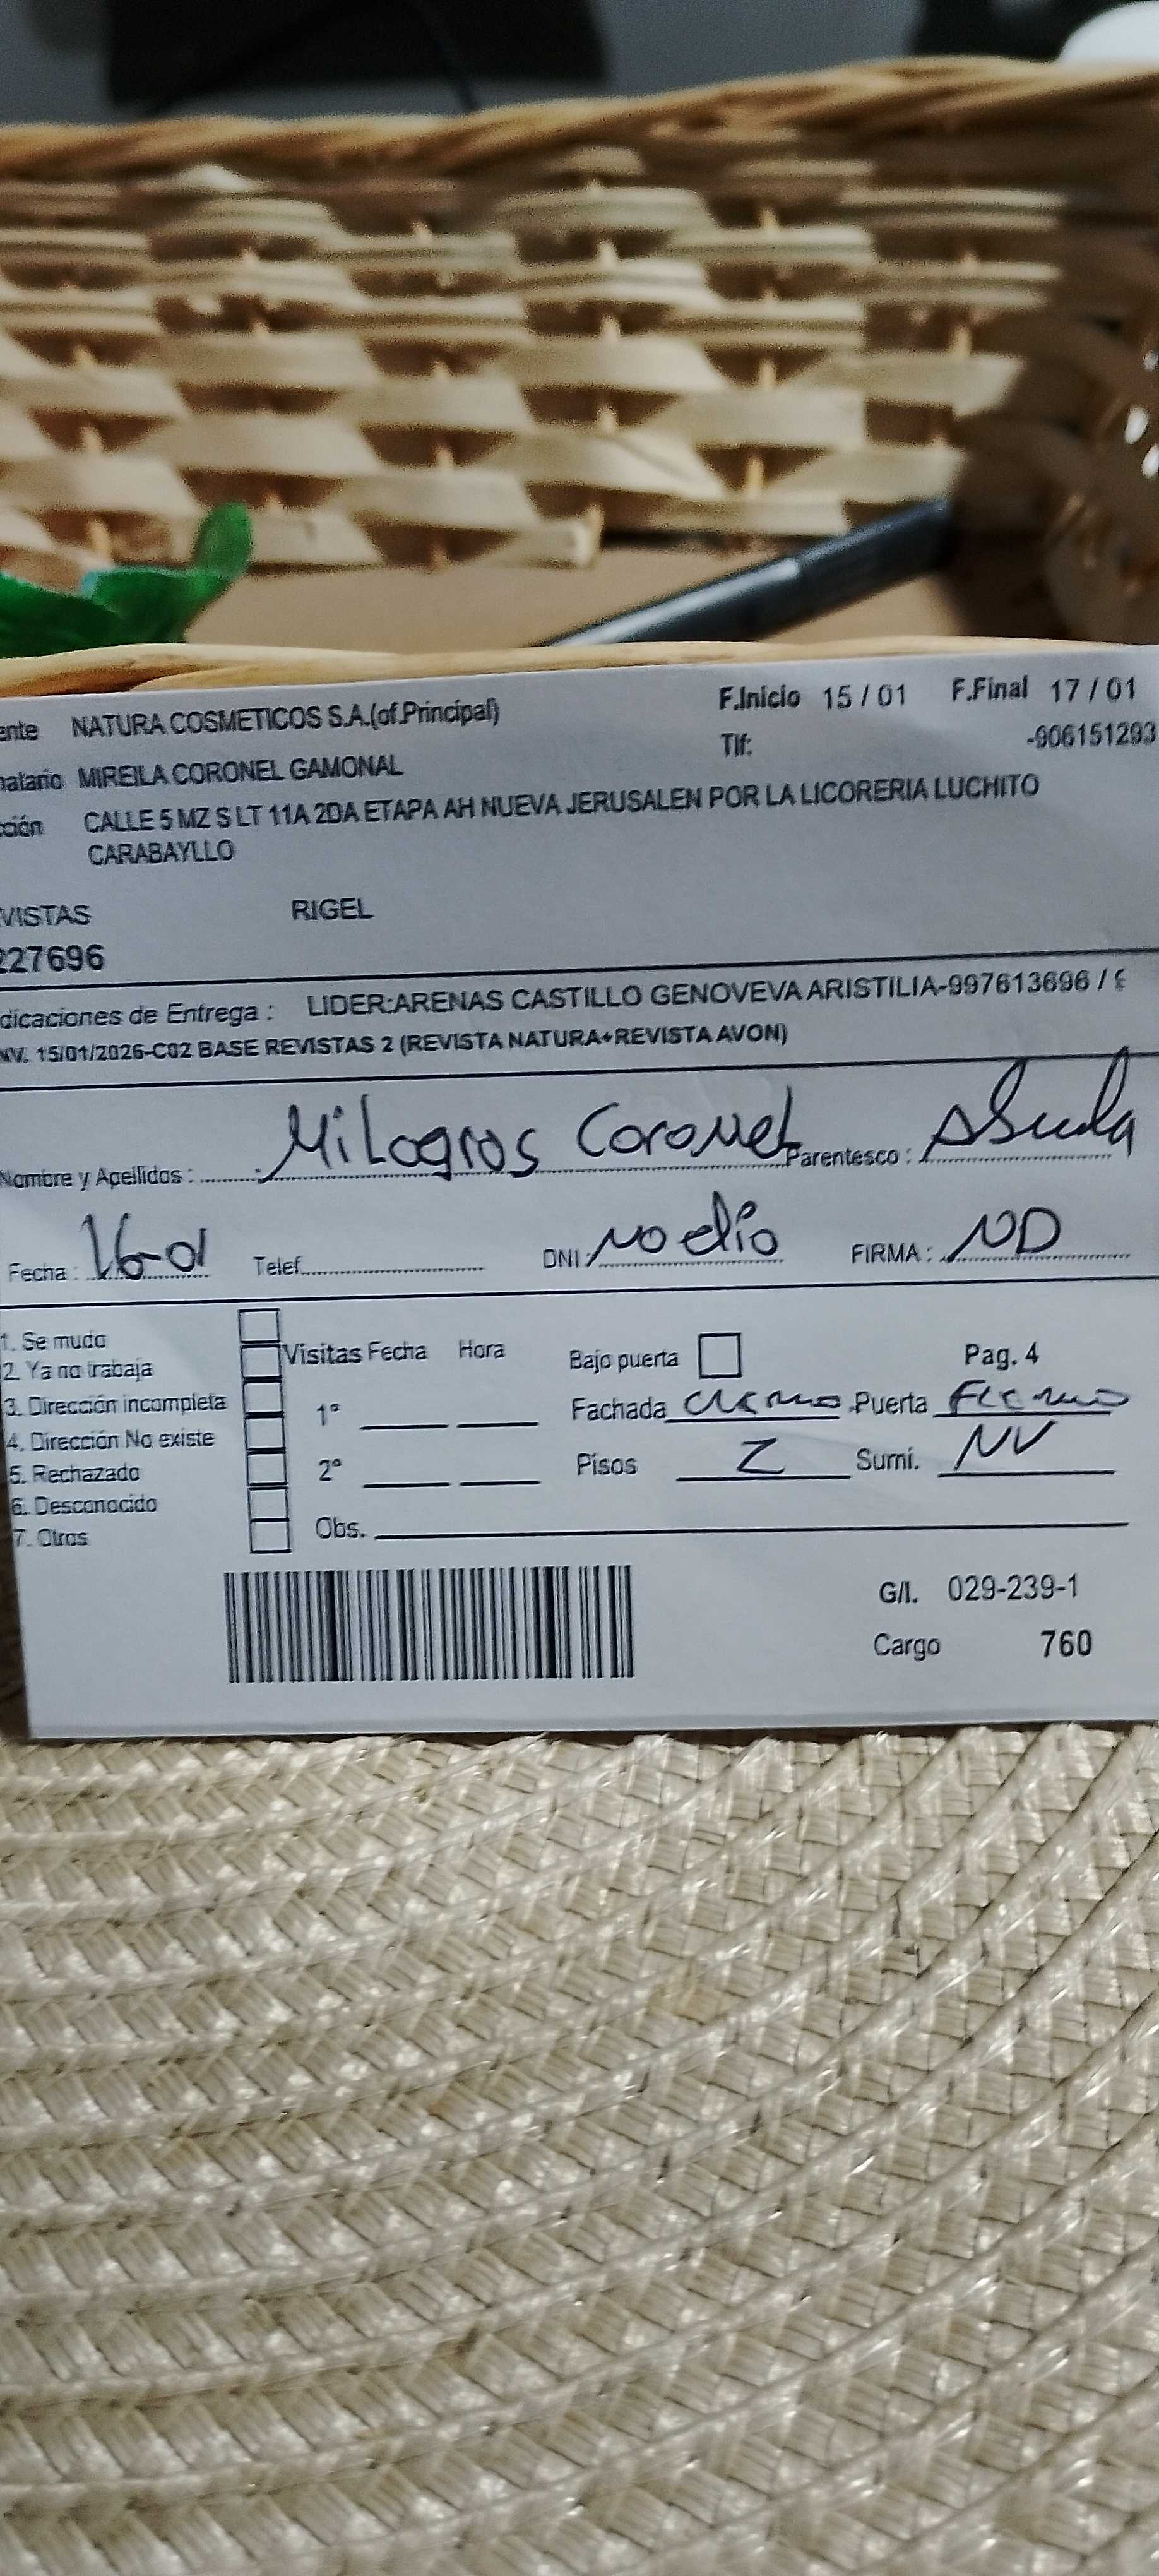 ente NATURA COSMETICOS S.A.(of.Principal) F.Inicio 15 / 01 F.Final 17 / 01
natario MIREILA CORONEL GAMONAL Tlf: -906151293
cción CALLE 5 MZ S LT 11A 2DA ETAPA AH NUEVA JERUSALEN POR LA LICORERIA LUCHITO
CARABAYLLO
VISTAS RIGEL
227696
dicaciones de Entrega : LIDER:ARENAS CASTILLO GENOVEVA ARISTILIA-997613696 / 9
NV. 15/01/2026-C02 BASE REVISTAS 2 (REVISTA NATURA+REVISTA AVON)
Nombre y Apellidos : Milagros Coronel Parentesco : Abuela
Fecha : 16-01 Telef. DNI : No dio FIRMA : ND
1. Se mudo
2. Ya no trabaja Visitas Fecha Hora Bajo puerta Pag. 4
3. Dirección incompleta 1° Fachada Puerta
4. Dirección No existe
5. Rechazado 2° Pisos 2 Sumi. NV
6. Desconocido
7. Otros Obs.
G/I. 029-239-1
Cargo 760